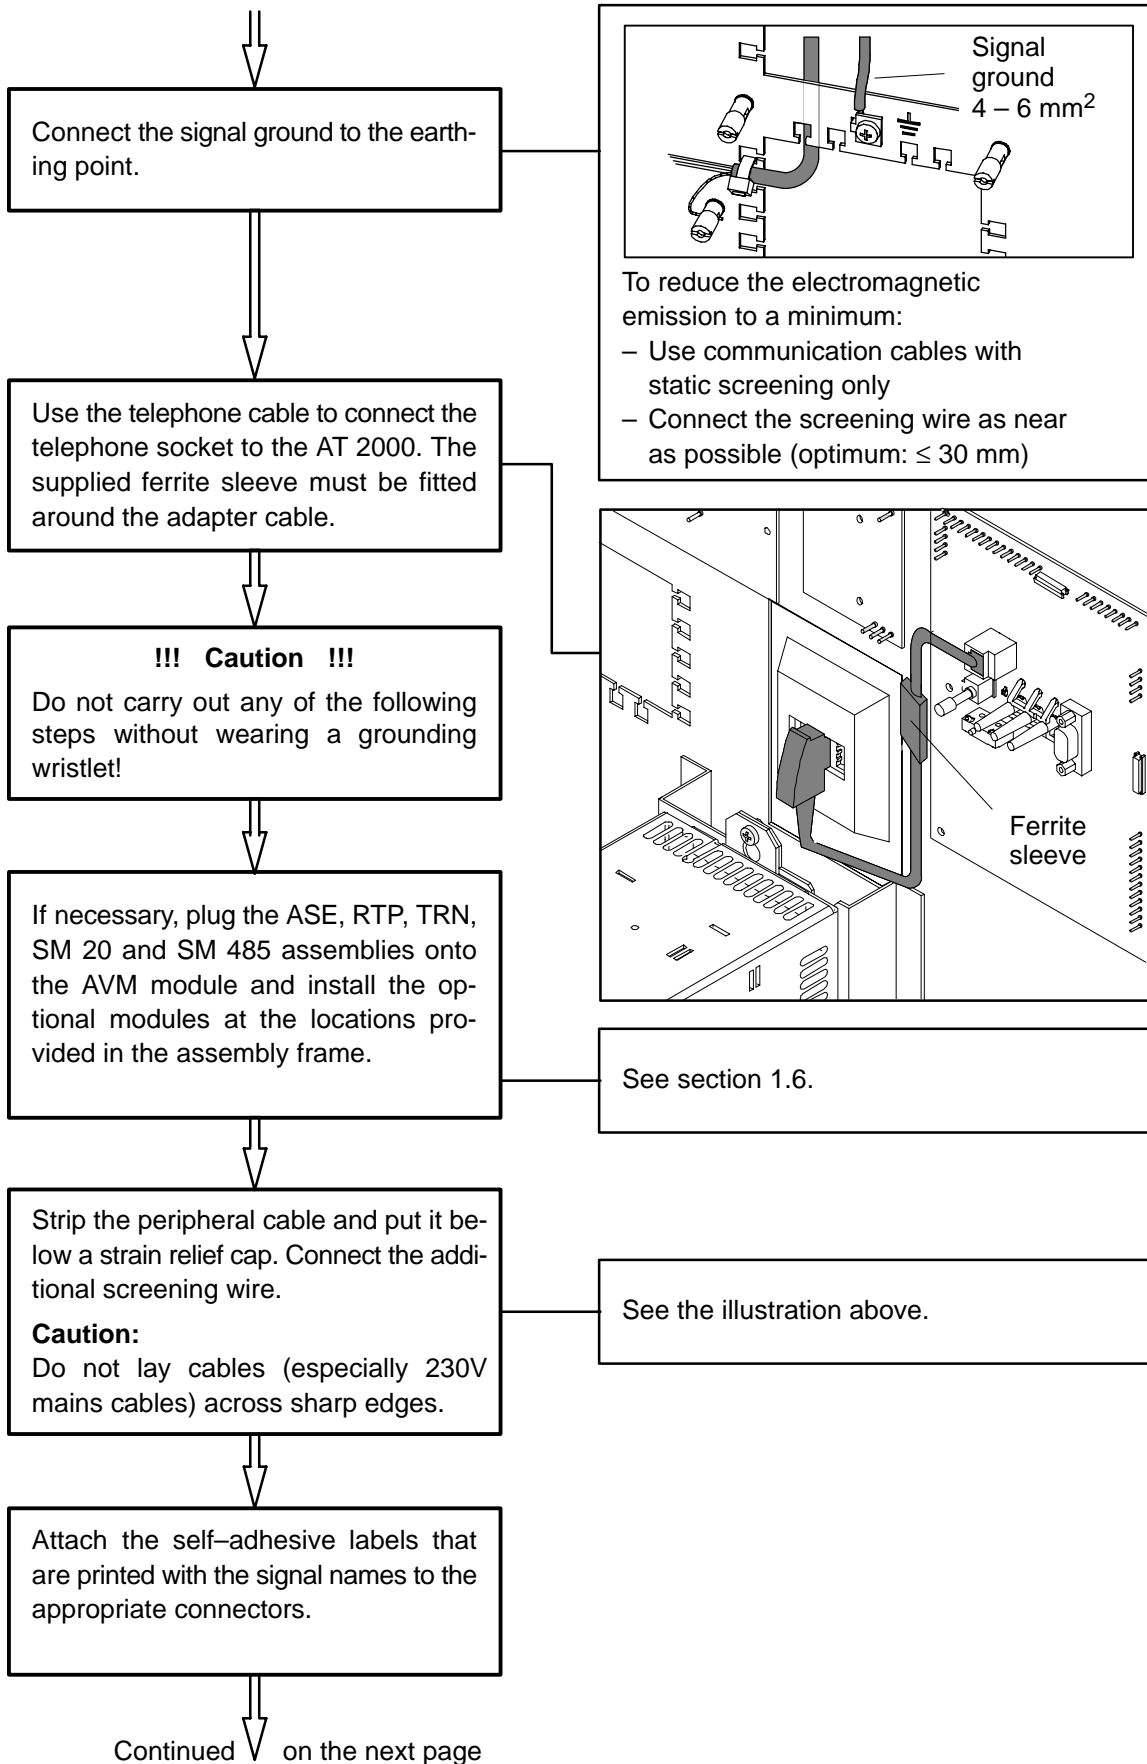 Connect the signal ground to the earth-
ing point.
Signal
ground
4 – 6 mm²
To reduce the electromagnetic
emission to a minimum:
– Use communication cables with
static screening only
– Connect the screening wire as near
as possible (optimum: ≤ 30 mm)
Use the telephone cable to connect the
telephone socket to the AT 2000. The
supplied ferrite sleeve must be fitted
around the adapter cable.
Ferrite
sleeve
!!! Caution !!!
Do not carry out any of the following
steps without wearing a grounding
wristlet!
If necessary, plug the ASE, RTP, TRN,
SM 20 and SM 485 assemblies onto
the AVM module and install the op-
tional modules at the locations pro-
vided in the assembly frame.
See section 1.6.
Strip the peripheral cable and put it be-
low a strain relief cap. Connect the addi-
tional screening wire.
Caution:
Do not lay cables (especially 230V
mains cables) across sharp edges.
See the illustration above.
Attach the self–adhesive labels that
are printed with the signal names to the
appropriate connectors.
Continued on the next page